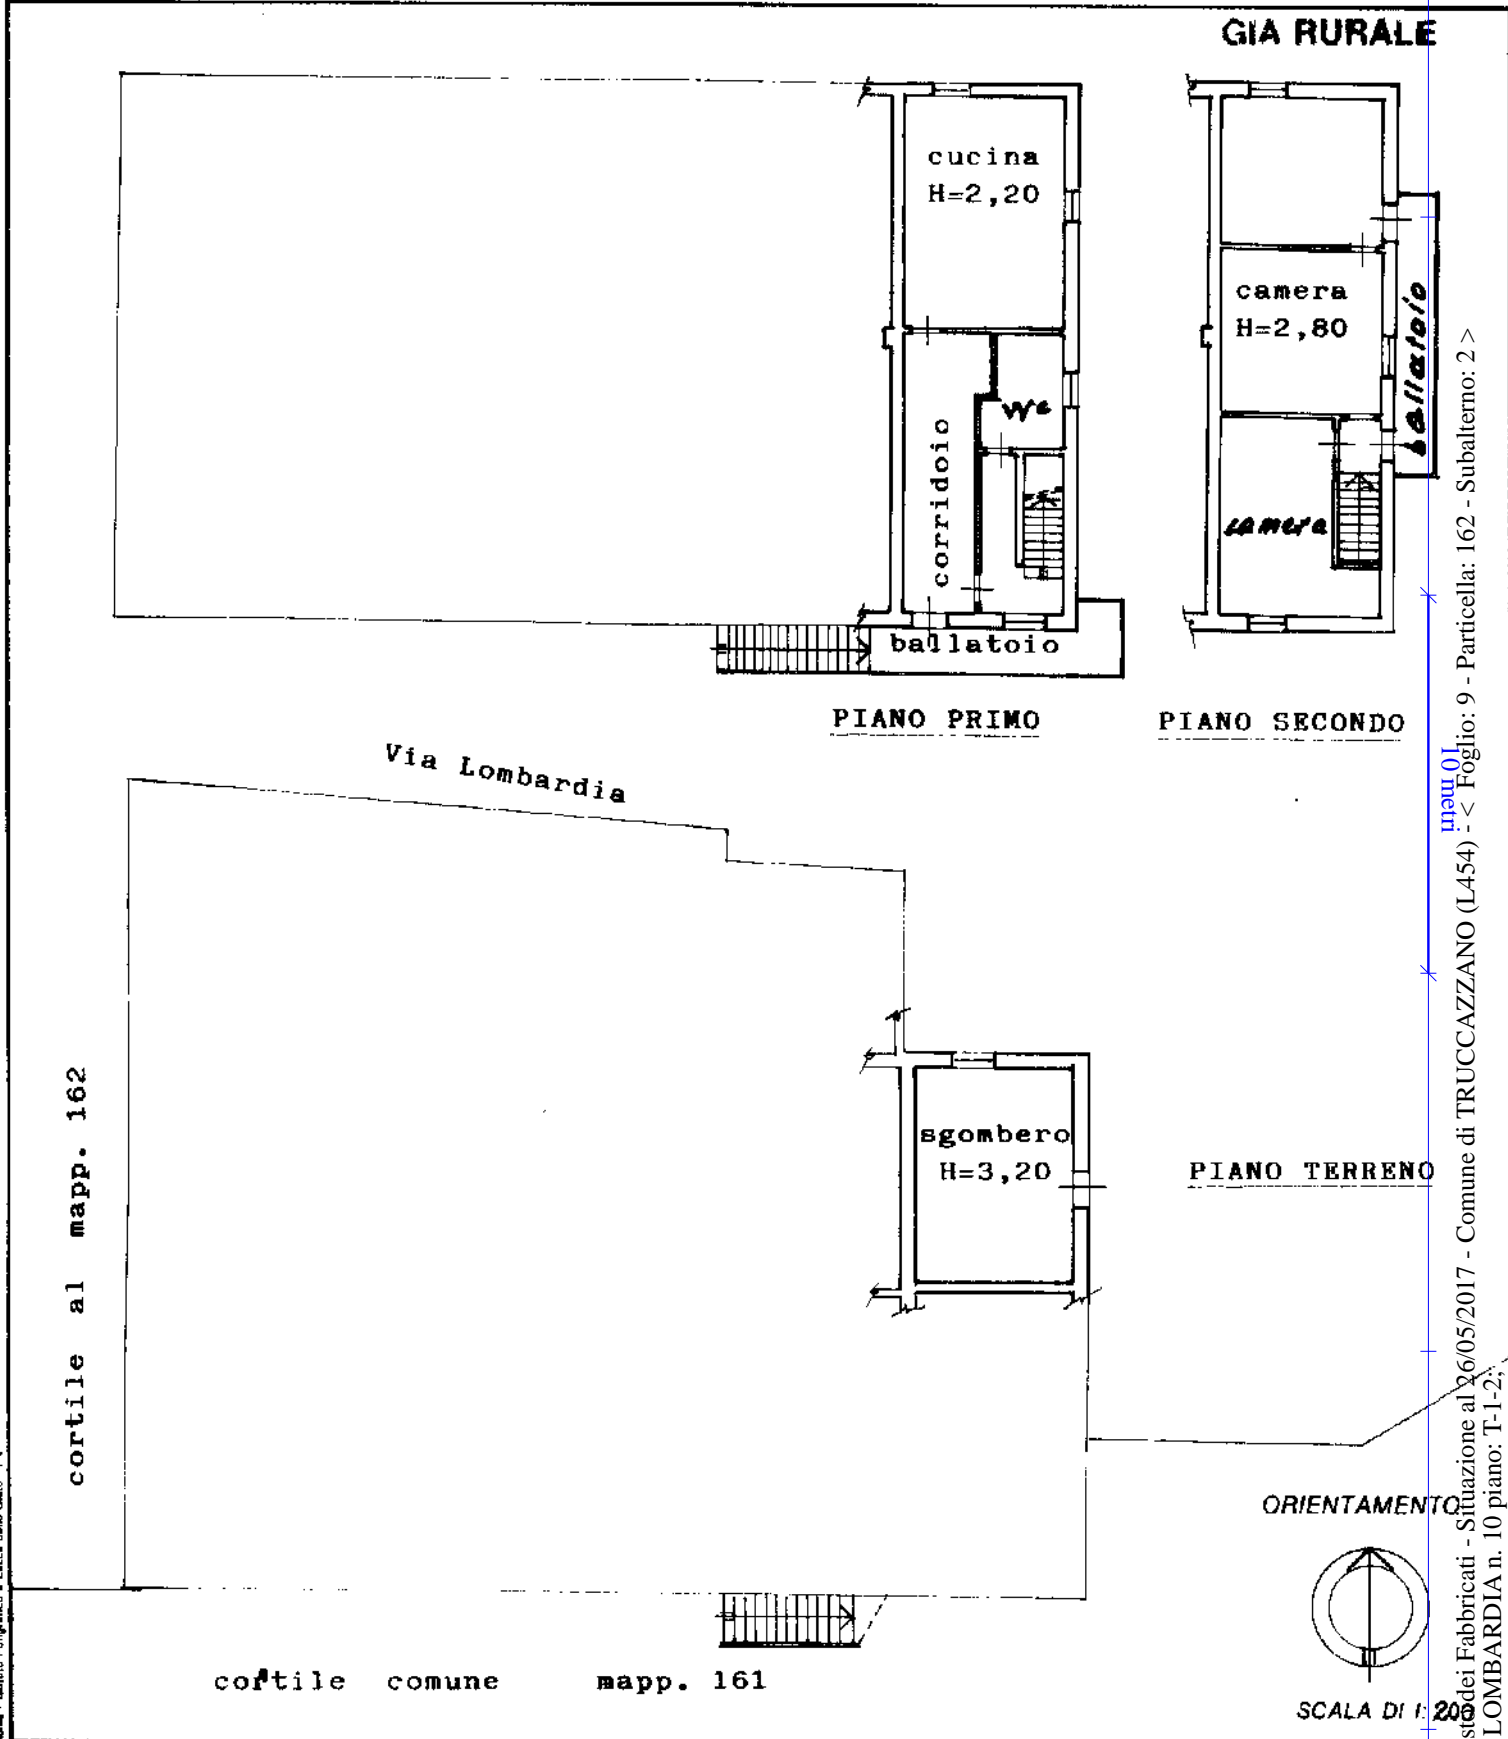 GIA RURALE
cucina
H=2,20
camera
H=2,80
ballatoio
wc
corridoio
camera
ballatoio
PIANO PRIMO
PIANO SECONDO
Via Lombardia
10 metri
cortile al mapp. 162
sgombero
H=3,20
PIANO TERRENO
ORIENTAMENTO
cortile comune mapp. 161
SCALA DI 1:200
dei Fabbricati - Situazione al 26/05/2017 - Comune di TRUCCAZZANO (L454) - < Foglio: 9 - Particella: 162 - Subalterno: 2 >
LOMBARDIA n. 10 piano: T-1-2;